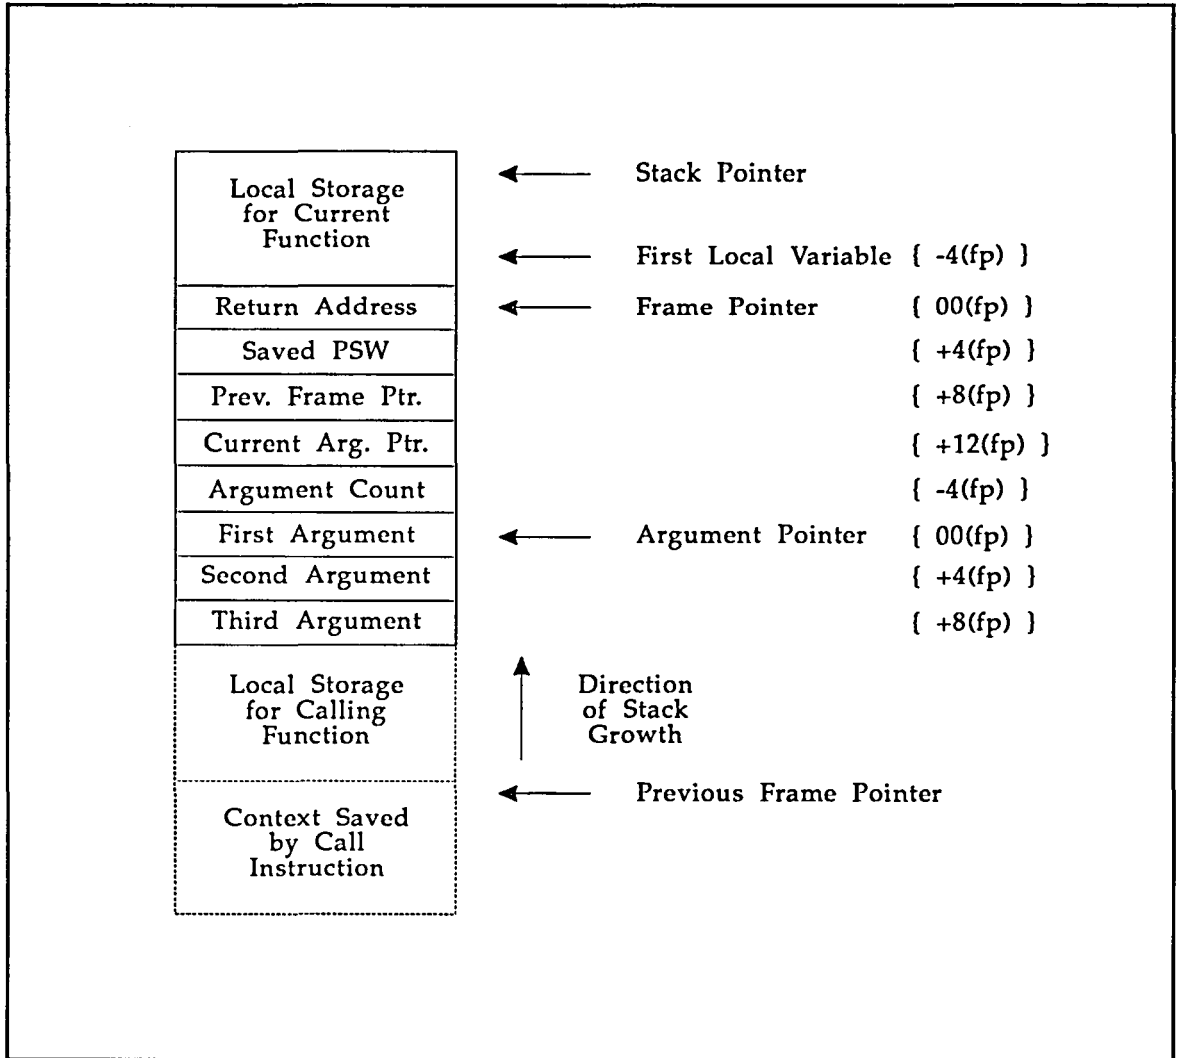 Local Storage
for Current
Function
Stack Pointer
First Local Variable { -4(fp) }
Return Address
Frame Pointer { 00(fp) }
Saved PSW
{ +4(fp) }
Prev. Frame Ptr.
{ +8(fp) }
Current Arg. Ptr.
{ +12(fp) }
Argument Count
{ -4(fp) }
First Argument
Argument Pointer { 00(fp) }
Second Argument
{ +4(fp) }
Third Argument
{ +8(fp) }
Local Storage
for Calling
Function
Direction
of Stack
Growth
Previous Frame Pointer
Context Saved
by Call
Instruction